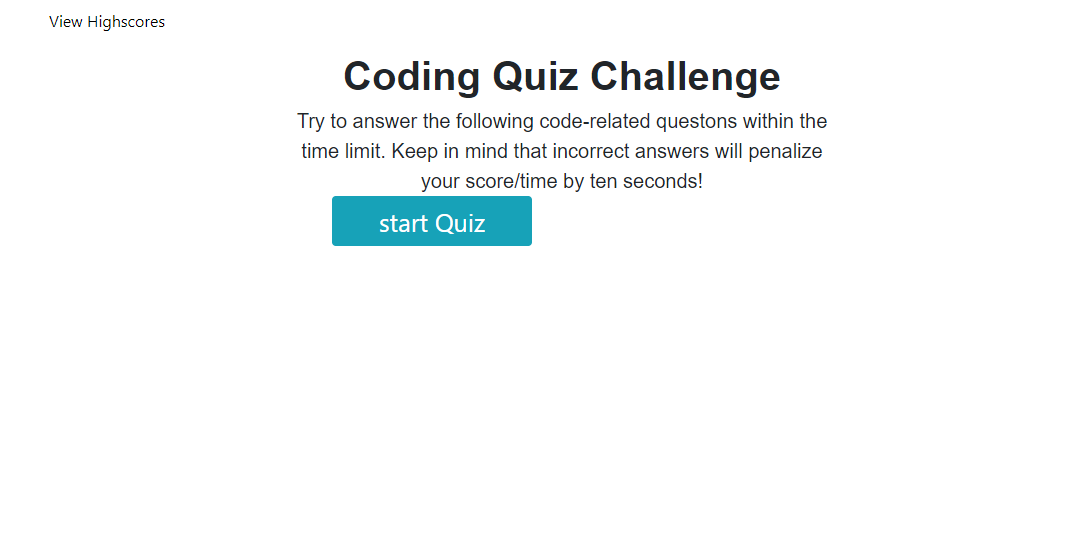 View Highscores
Coding Quiz Challenge
Try to answer the following code-related questons within the
time limit. Keep in mind that incorrect answers will penalize
your score/time by ten seconds!
start Quiz